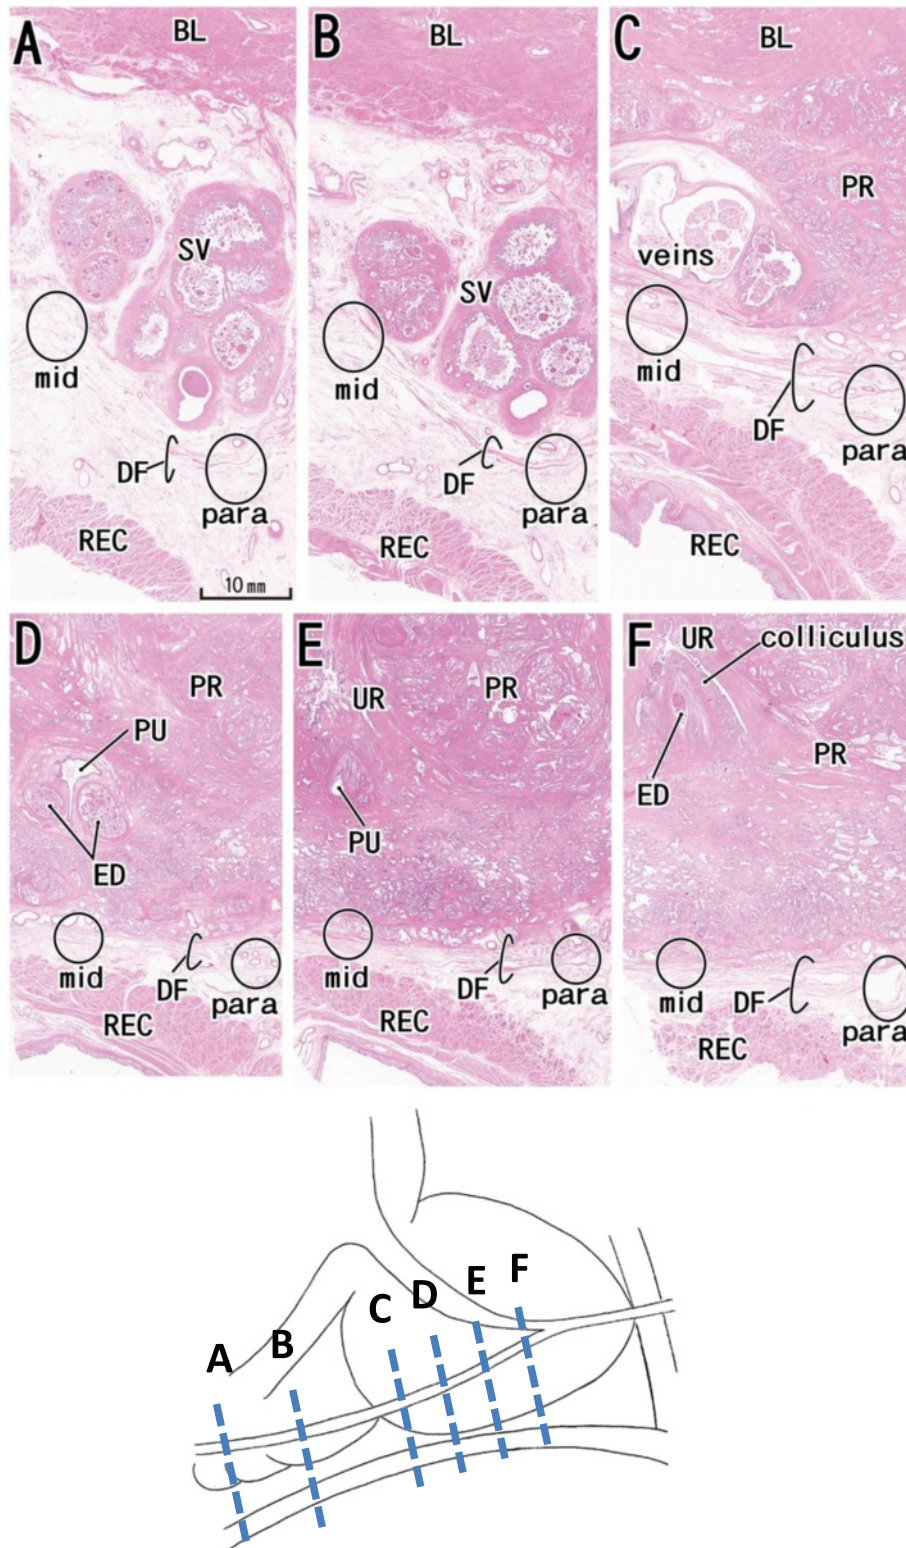 A
BL
SV
mid
DF
para
REC
10 mm
B
BL
SV
mid
DF
para
REC
C
BL
PR
veins
mid
DF
para
REC
D
PR
PU
ED
mid
DF
para
REC
E
UR
PR
PU
mid
DF
para
REC
F
UR
colliculus
PR
ED
mid
DF
para
REC
A
B
C
D
E
F